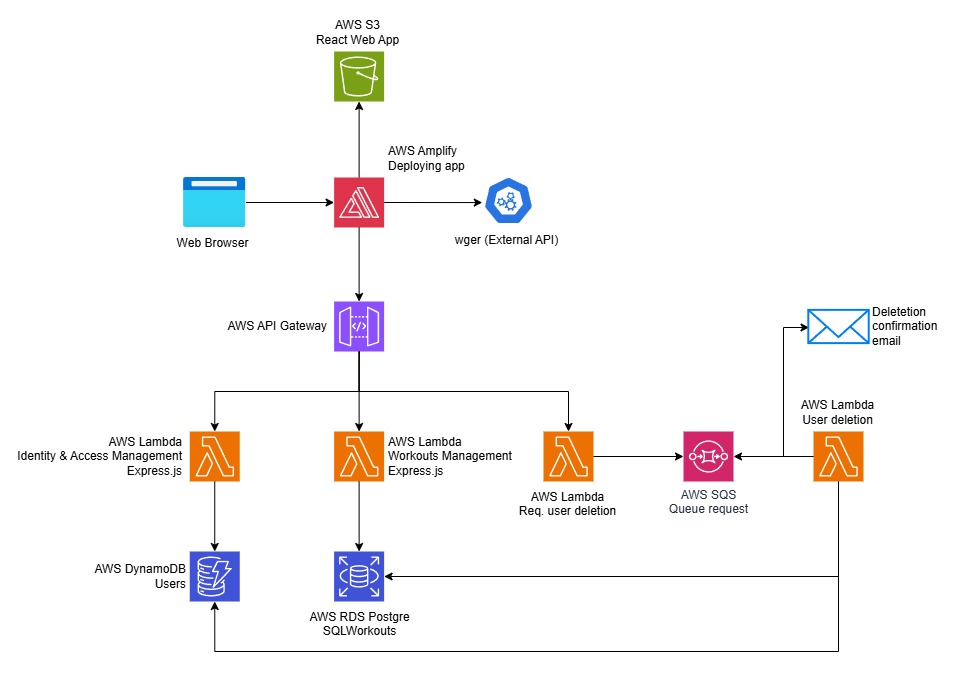 AWS S3
React Web App
AWS Amplify
Deploying app
Web Browser
wger (External API)
AWS API Gateway
Deletetion
confirmation
email
AWS Lambda
User deletion
AWS Lambda
Identity & Access Management
Express.js
AWS Lambda
Workouts Management
Express.js
AWS Lambda
Req. user deletion
AWS SQS
Queue request
AWS DynamoDB
Users
AWS RDS Postgre
SQLWorkouts